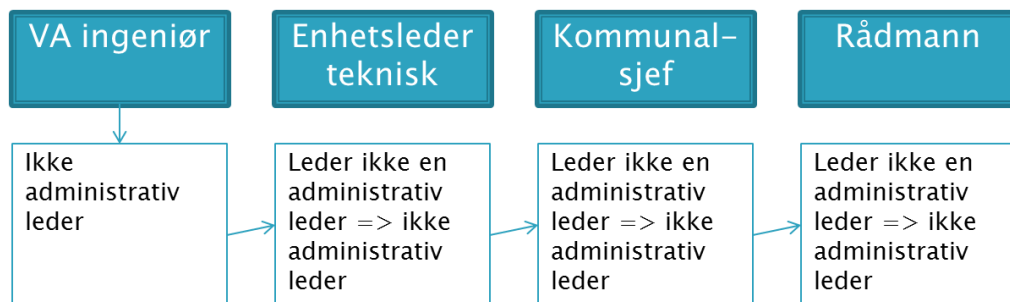 VA ingeniør
Enhetsleder
teknisk
Kommunal-
sjef
Rådmann
Ikke
administrativ
leder
Leder ikke en
administrativ
leder => ikke
administrativ
leder
Leder ikke en
administrativ
leder => ikke
administrativ
leder
Leder ikke en
administrativ
leder => ikke
administrativ
leder